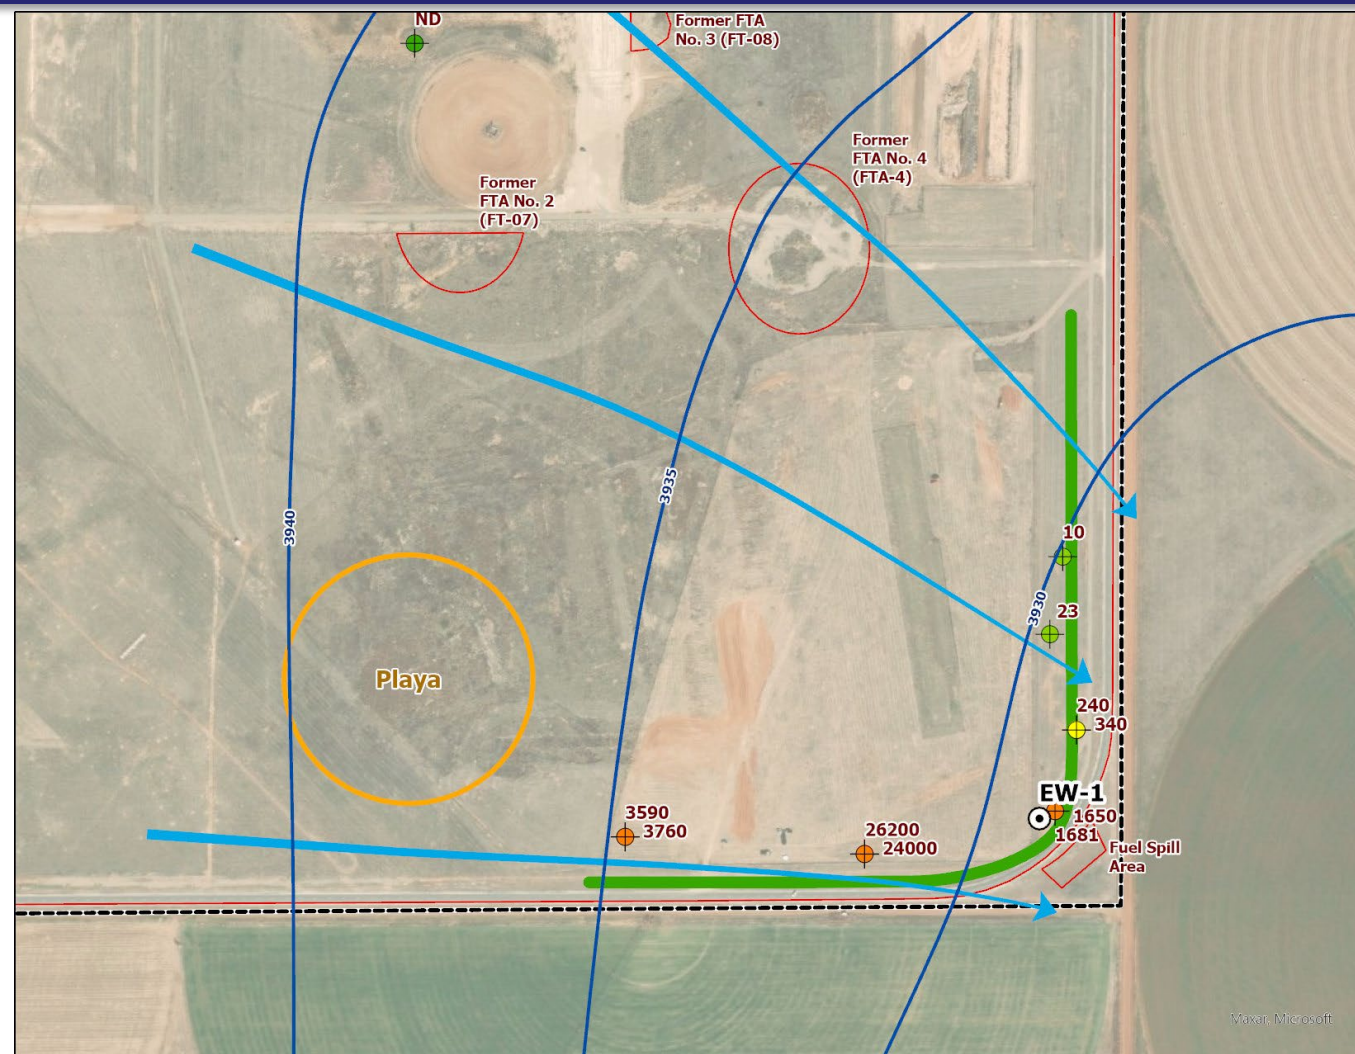 ND
Former FTA
No. 3 (FT-08)
Former
FTA No. 4
(FTA-4)
Former
FTA No. 2
(FT-07)
3935
3940
10
3930
23
Playa
240
340
EW-1
3590
3760
1650
26200
24000
1681
Fuel Spill
Area
Maxar, Microsoft